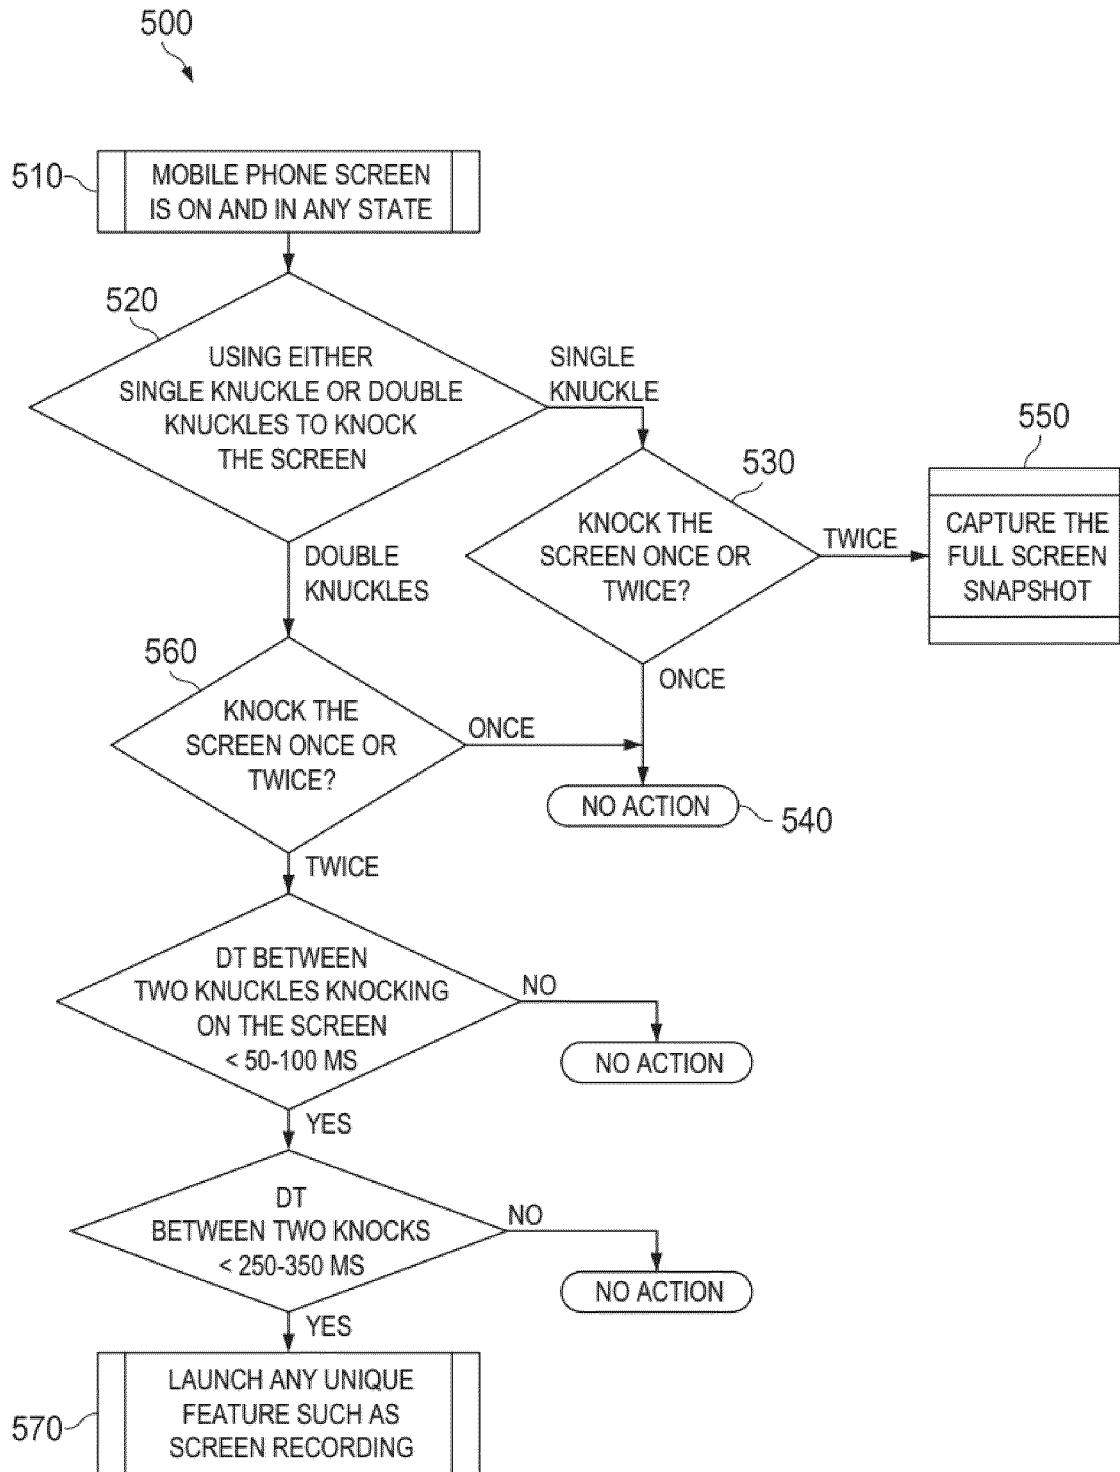 500
510
MOBILE PHONE SCREEN
IS ON AND IN ANY STATE
520
USING EITHER
SINGLE KNUCKLE OR DOUBLE
KNUCKLES TO KNOCK
THE SCREEN
SINGLE
KNUCKLE
530
KNOCK THE
SCREEN ONCE OR
TWICE?
TWICE
550
CAPTURE THE
FULL SCREEN
SNAPSHOT
DOUBLE
KNUCKLES
ONCE
560
KNOCK THE
SCREEN ONCE OR
TWICE?
ONCE
NO ACTION
540
TWICE
DT BETWEEN
TWO KNUCKLES KNOCKING
ON THE SCREEN
< 50-100 MS
NO
NO ACTION
YES
DT
BETWEEN TWO KNOCKS
< 250-350 MS
NO
NO ACTION
YES
570
LAUNCH ANY UNIQUE
FEATURE SUCH AS
SCREEN RECORDING